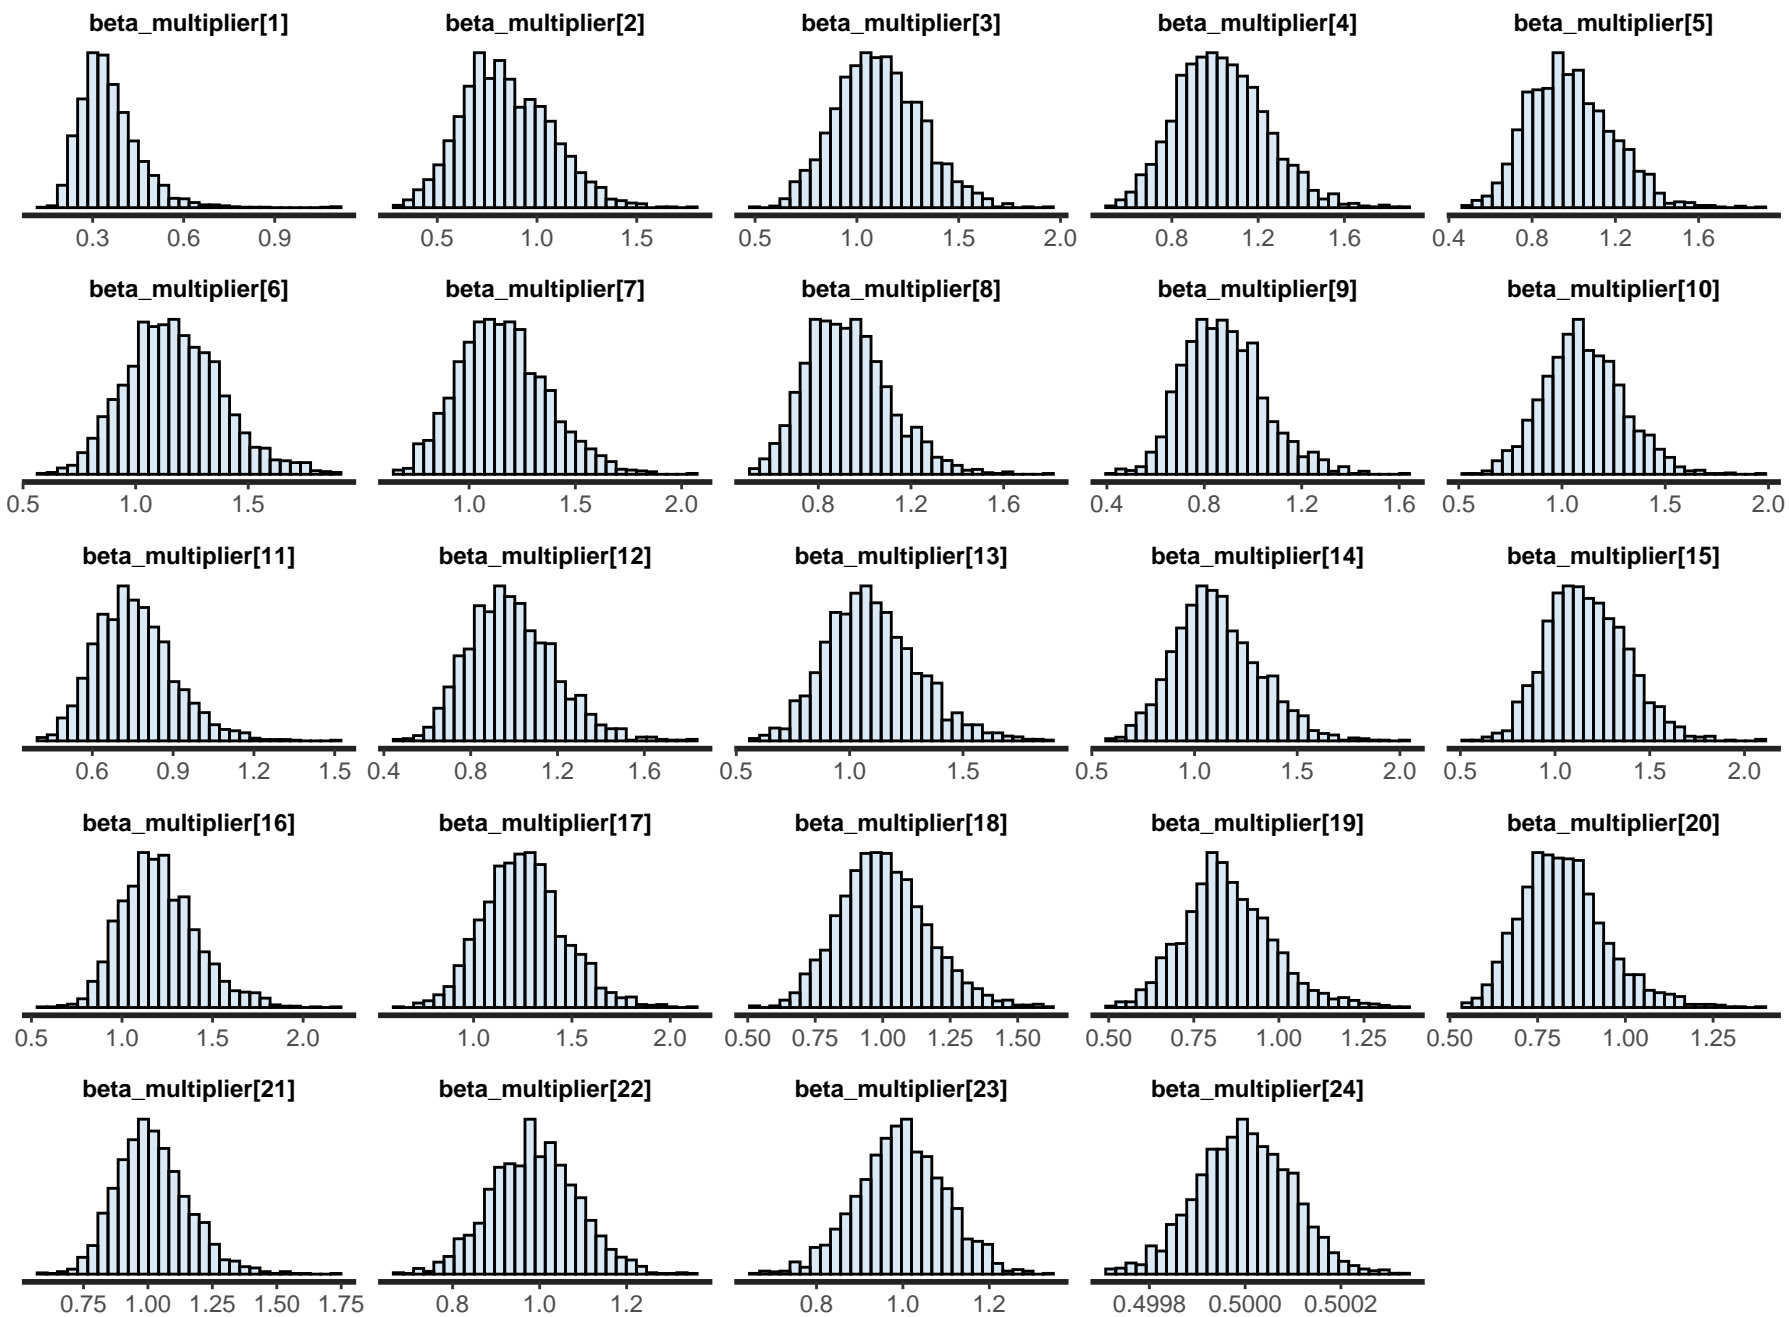 beta_multiplier[1] beta_multiplier[2] beta_multiplier[3] beta_multiplier[4] beta_multiplier[5]
0.3 0.6 0.9 0.5 1.0 1.5 0.5 1.0 1.5 2.0 0.8 1.2 1.6 0.4 0.8 1.2 1.6
beta_multiplier[6] beta_multiplier[7] beta_multiplier[8] beta_multiplier[9] beta_multiplier[10]
0.5 1.0 1.5 1.0 1.5 2.0 0.8 1.2 1.6 0.4 0.8 1.2 1.6 0.5 1.0 1.5 2.0
beta_multiplier[11] beta_multiplier[12] beta_multiplier[13] beta_multiplier[14] beta_multiplier[15]
0.6 0.9 1.2 1.5 0.4 0.8 1.2 1.6 0.5 1.0 1.5 0.5 1.0 1.5 2.0 0.5 1.0 1.5 2.0
beta_multiplier[16] beta_multiplier[17] beta_multiplier[18] beta_multiplier[19] beta_multiplier[20]
0.5 1.0 1.5 2.0 1.0 1.5 2.0 0.50 0.75 1.00 1.25 1.50 0.50 0.75 1.00 1.25 0.50 0.75 1.00 1.25
beta_multiplier[21] beta_multiplier[22] beta_multiplier[23] beta_multiplier[24]
0.75 1.00 1.25 1.50 1.75 0.8 1.0 1.2 0.8 1.0 1.2 0.4998 0.5000 0.5002